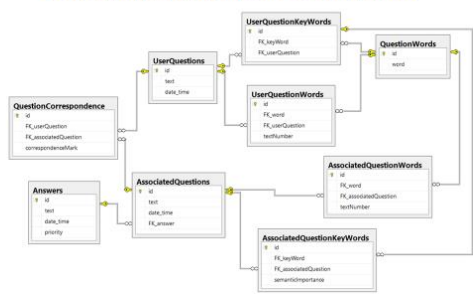 UserQuestionKeyWords
id
FK_keyWord
FK_userQuestion
QuestionWords
id
word
UserQuestions
id
text
date_time
UserQuestionWords
id
FK_word
FK_userQuestion
textNumber
QuestionCorrespondence
id
FK_userQuestion
FK_associatedQuestion
correspondenseMark
AssociatedQuestionWords
id
FK_word
FK_assedatedQuestion
textNumber
AssociatedQuestions
id
text
date_time
FK_answer
Answers
id
text
date_time
priority
AssociatedQuestionKeyWords
id
FK_keyWord
FK_associatedQuestion
semanticImportance